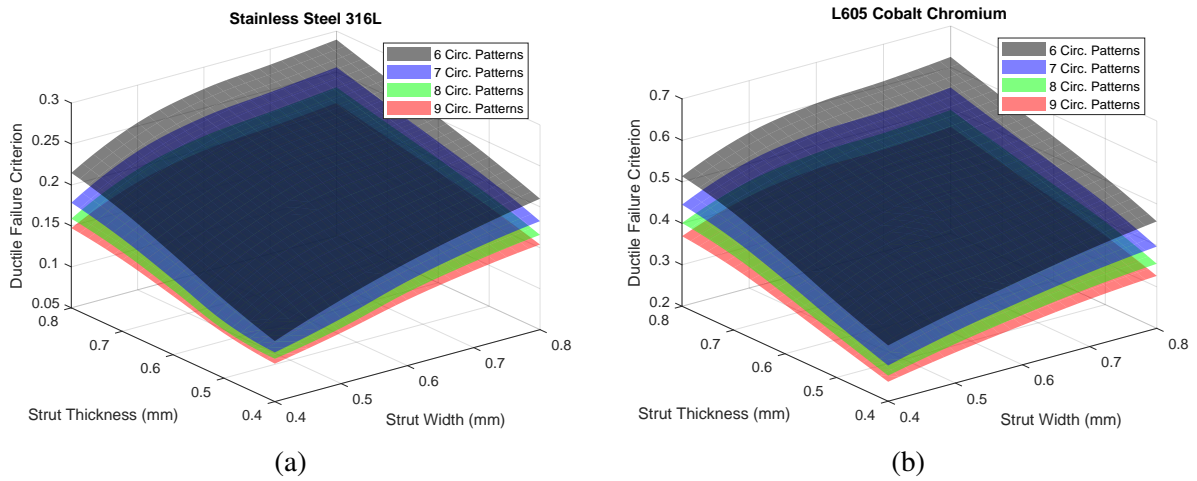 Stainless Steel 316L
6 Circ. Patterns
7 Circ. Patterns
8 Circ. Patterns
9 Circ. Patterns
Ductile Failure Criterion
0.3
0.25
0.2
0.15
0.1
0.05
0.8
0.7
0.6
0.5
0.4
Strut Thickness (mm)
0.4
0.5
0.6
0.7
0.8
Strut Width (mm)
(a)
L605 Cobalt Chromium
6 Circ. Patterns
7 Circ. Patterns
8 Circ. Patterns
9 Circ. Patterns
Ductile Failure Criterion
0.7
0.6
0.5
0.4
0.3
0.2
0.8
0.7
0.6
0.5
0.4
Strut Thickness (mm)
0.4
0.5
0.6
0.7
0.8
Strut Width (mm)
(b)